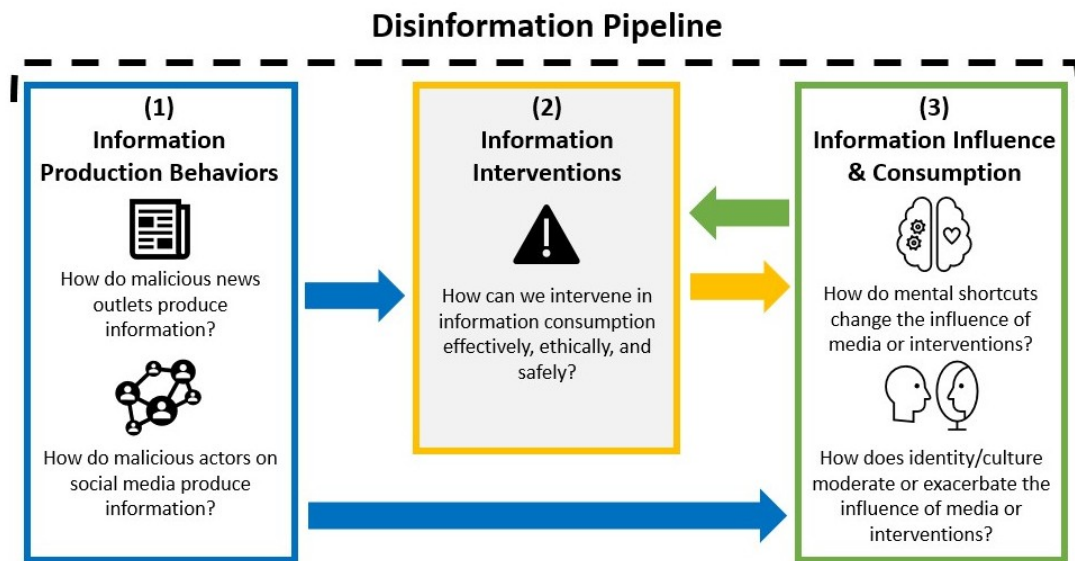 Disinformation Pipeline
(1)
Information
Production Behaviors
How do malicious news
outlets produce
information?
How do malicious actors on
social media produce
information?
(2)
Information
Interventions
How can we intervene in
information consumption
effectively, ethically, and
safely?
(3)
Information Influence
& Consumption
How do mental shortcuts
change the influence of
media or interventions?
How does identity/culture
moderate or exacerbate the
influence of media or
interventions?